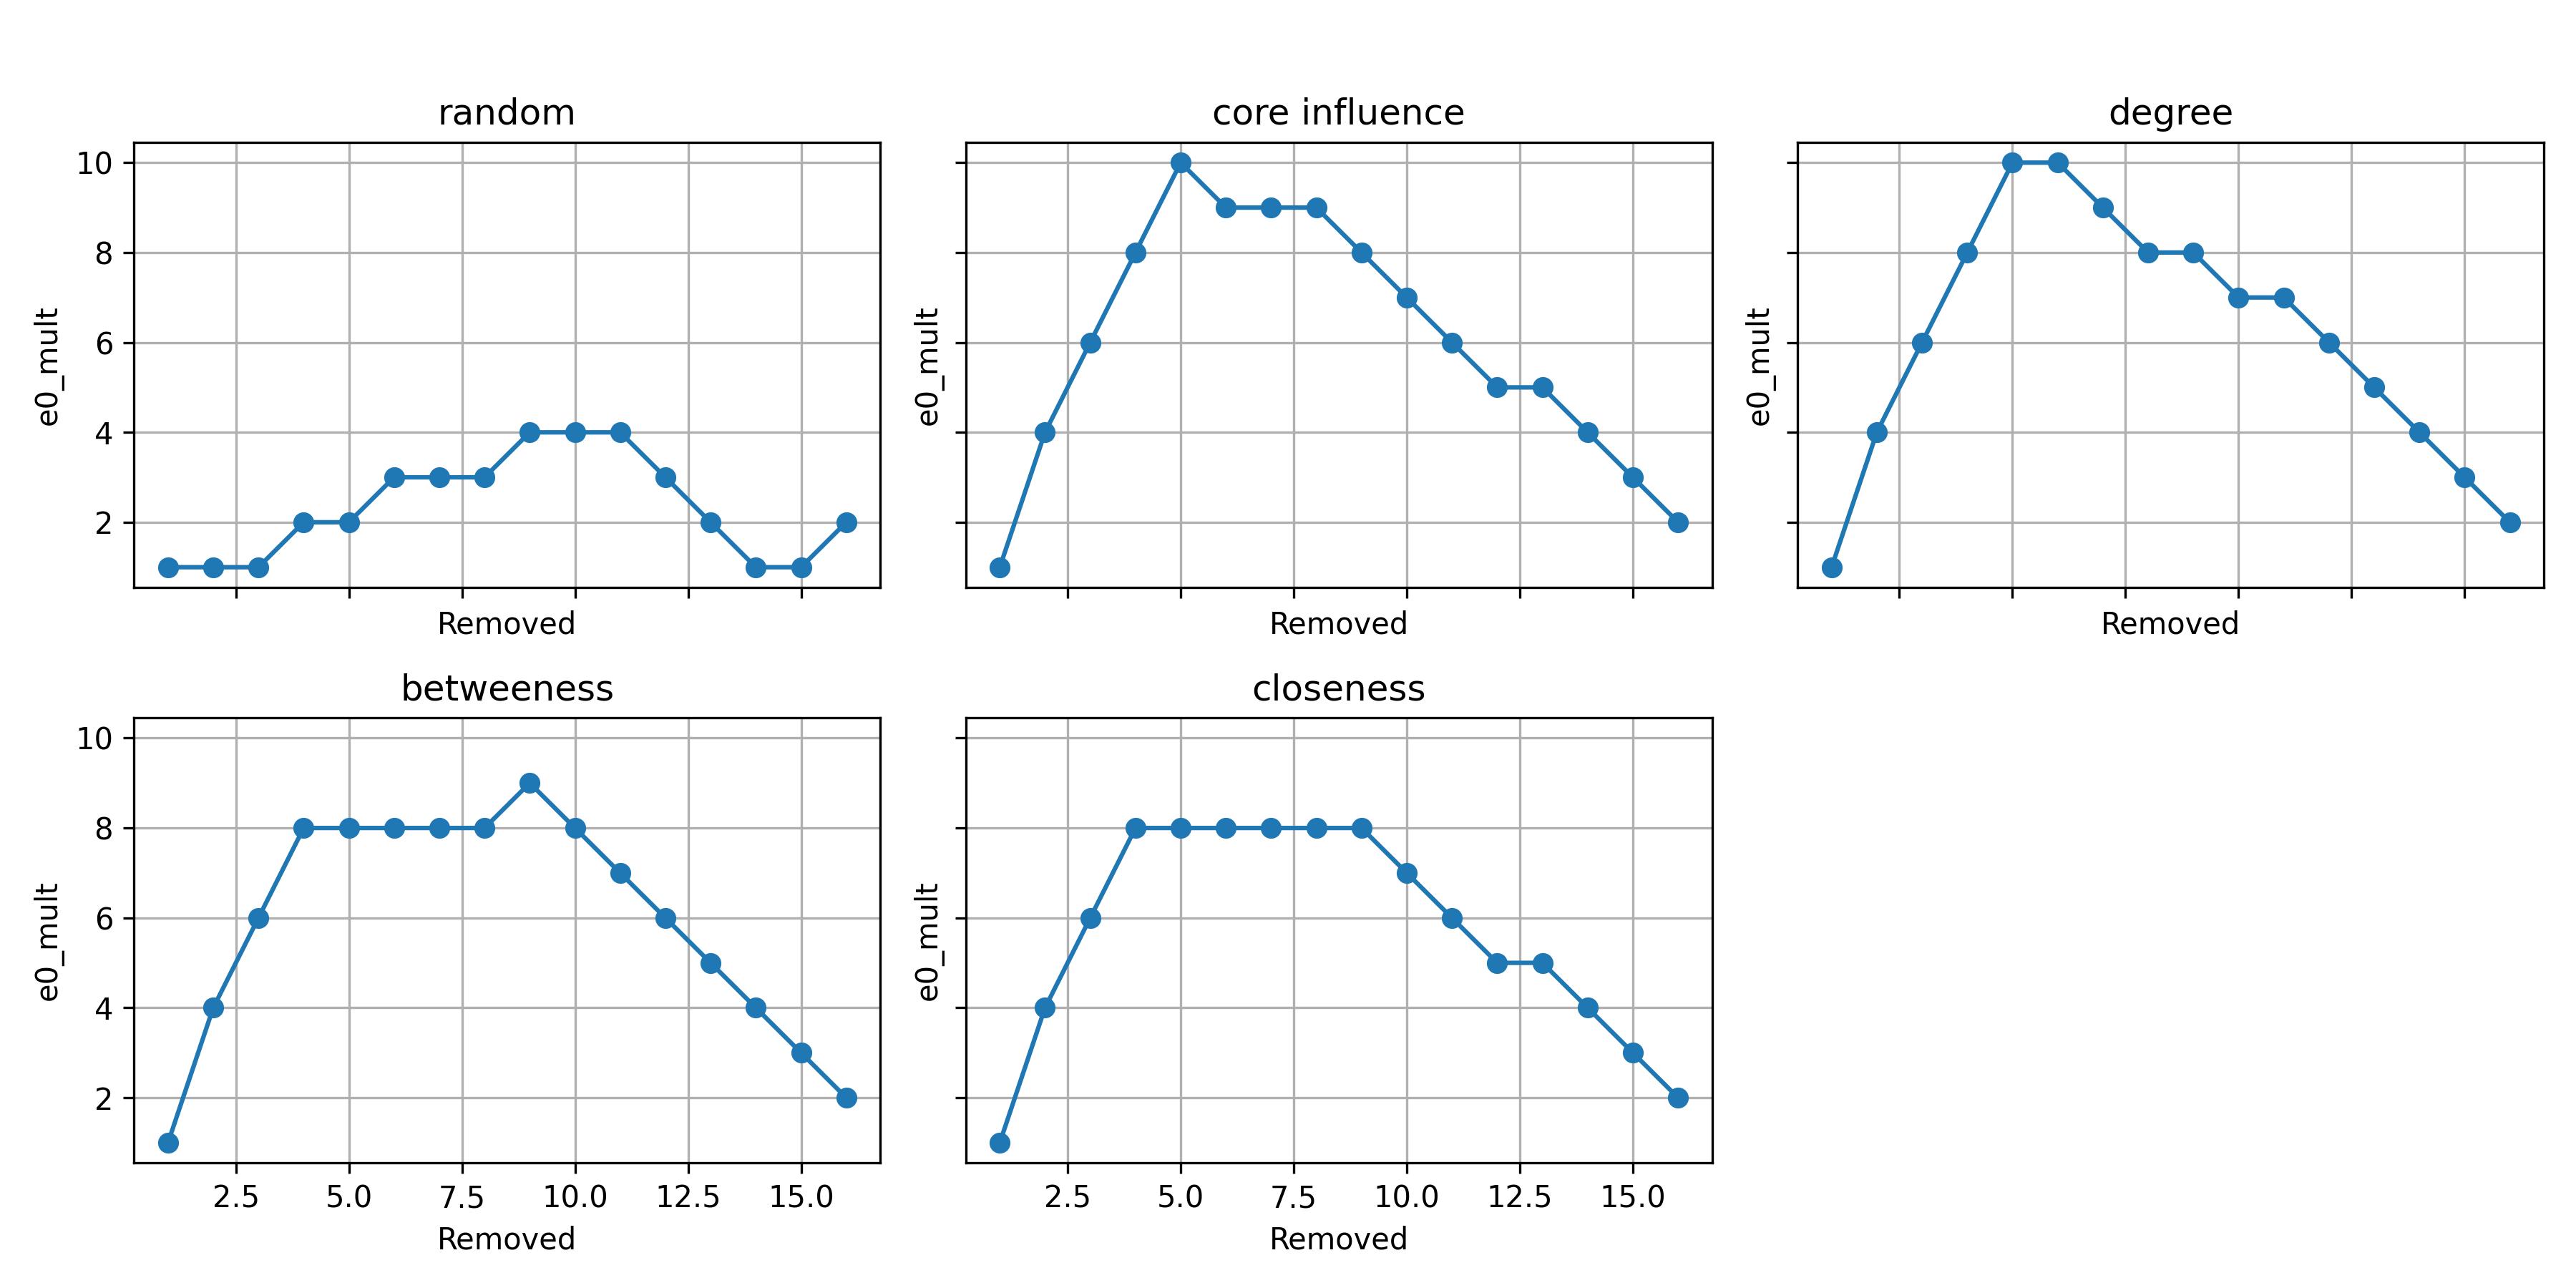 random
core influence
degree
10
8
6
4
2
e0_mult
e0_mult
e0_mult
Removed
Removed
Removed
betweeness
closeness
10
8
6
4
2
e0_mult
e0_mult
2.5 5.0 7.5 10.0 12.5 15.0
2.5 5.0 7.5 10.0 12.5 15.0
Removed
Removed